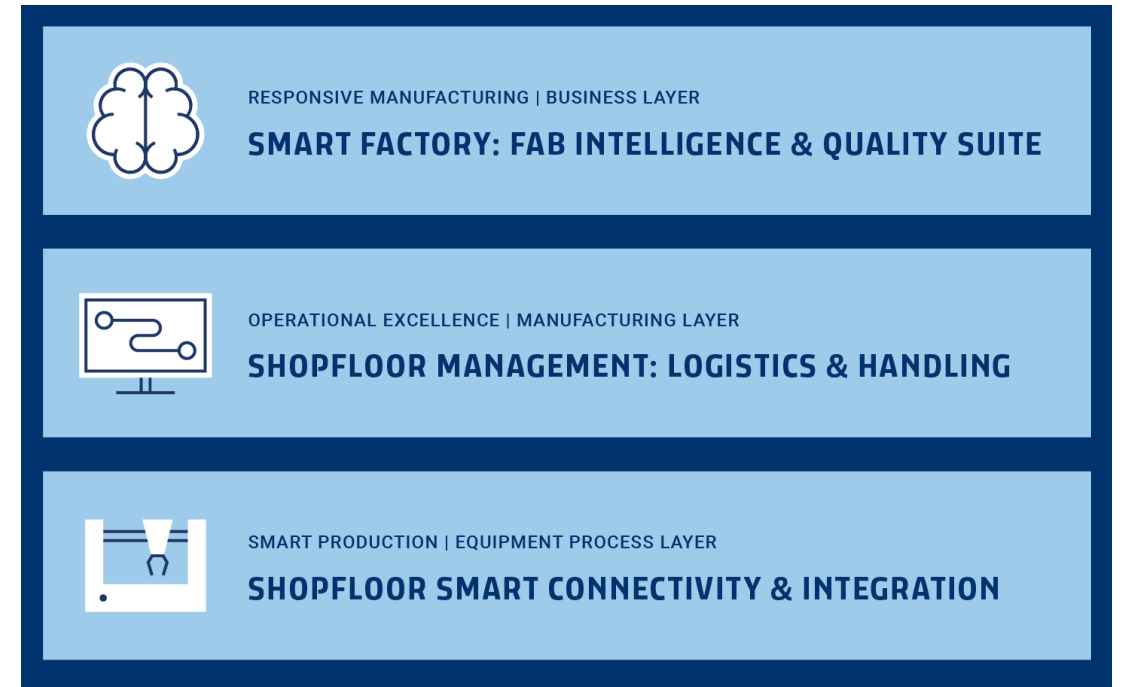 RESPONSIVE MANUFACTURING | BUSINESS LAYER
SMART FACTORY: FAB INTELLIGENCE & QUALITY SUITE
OPERATIONAL EXCELLENCE | MANUFACTURING LAYER
SHOPFLOOR MANAGEMENT: LOGISTICS & HANDLING
SMART PRODUCTION | EQUIPMENT PROCESS LAYER
SHOPFLOOR SMART CONNECTIVITY & INTEGRATION